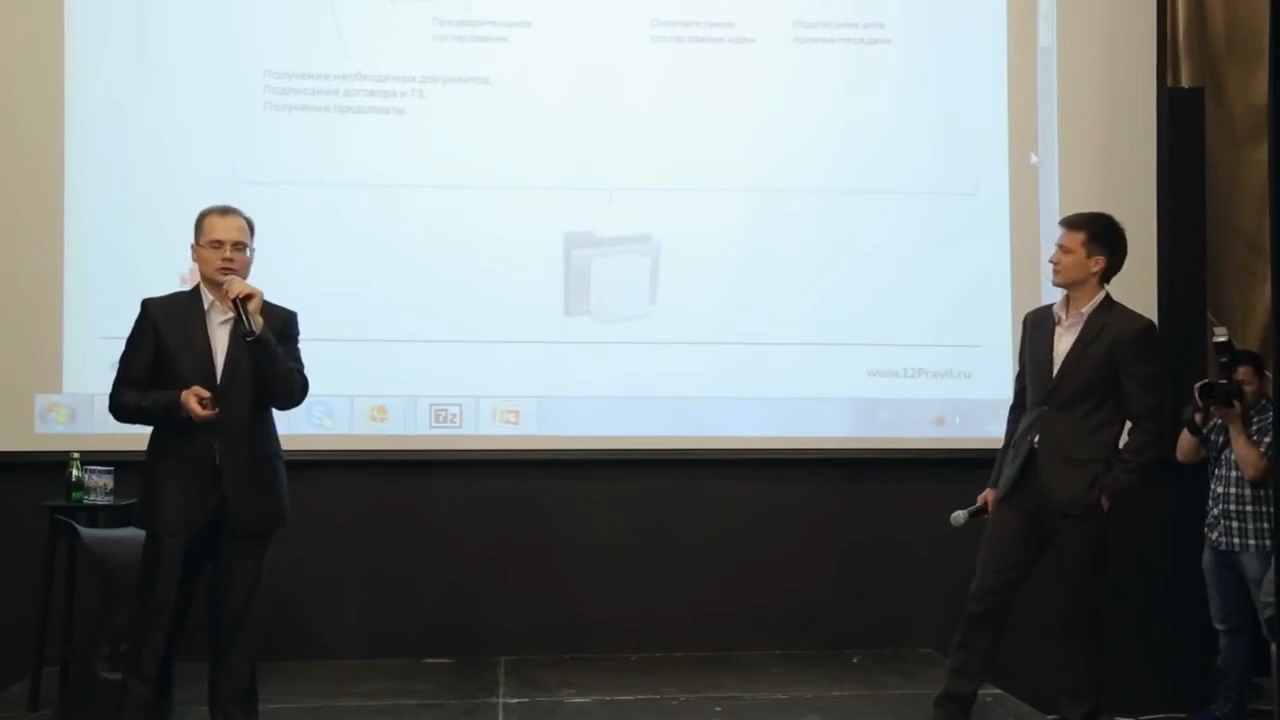 Предварительное
согласование
Окончательное
согласование идеи
Подписание акта
приемки-передачи
Получение необходимых документов.
Подписание договора и ТЗ.
Получение предоплаты
www.12Pravil.ru
7z